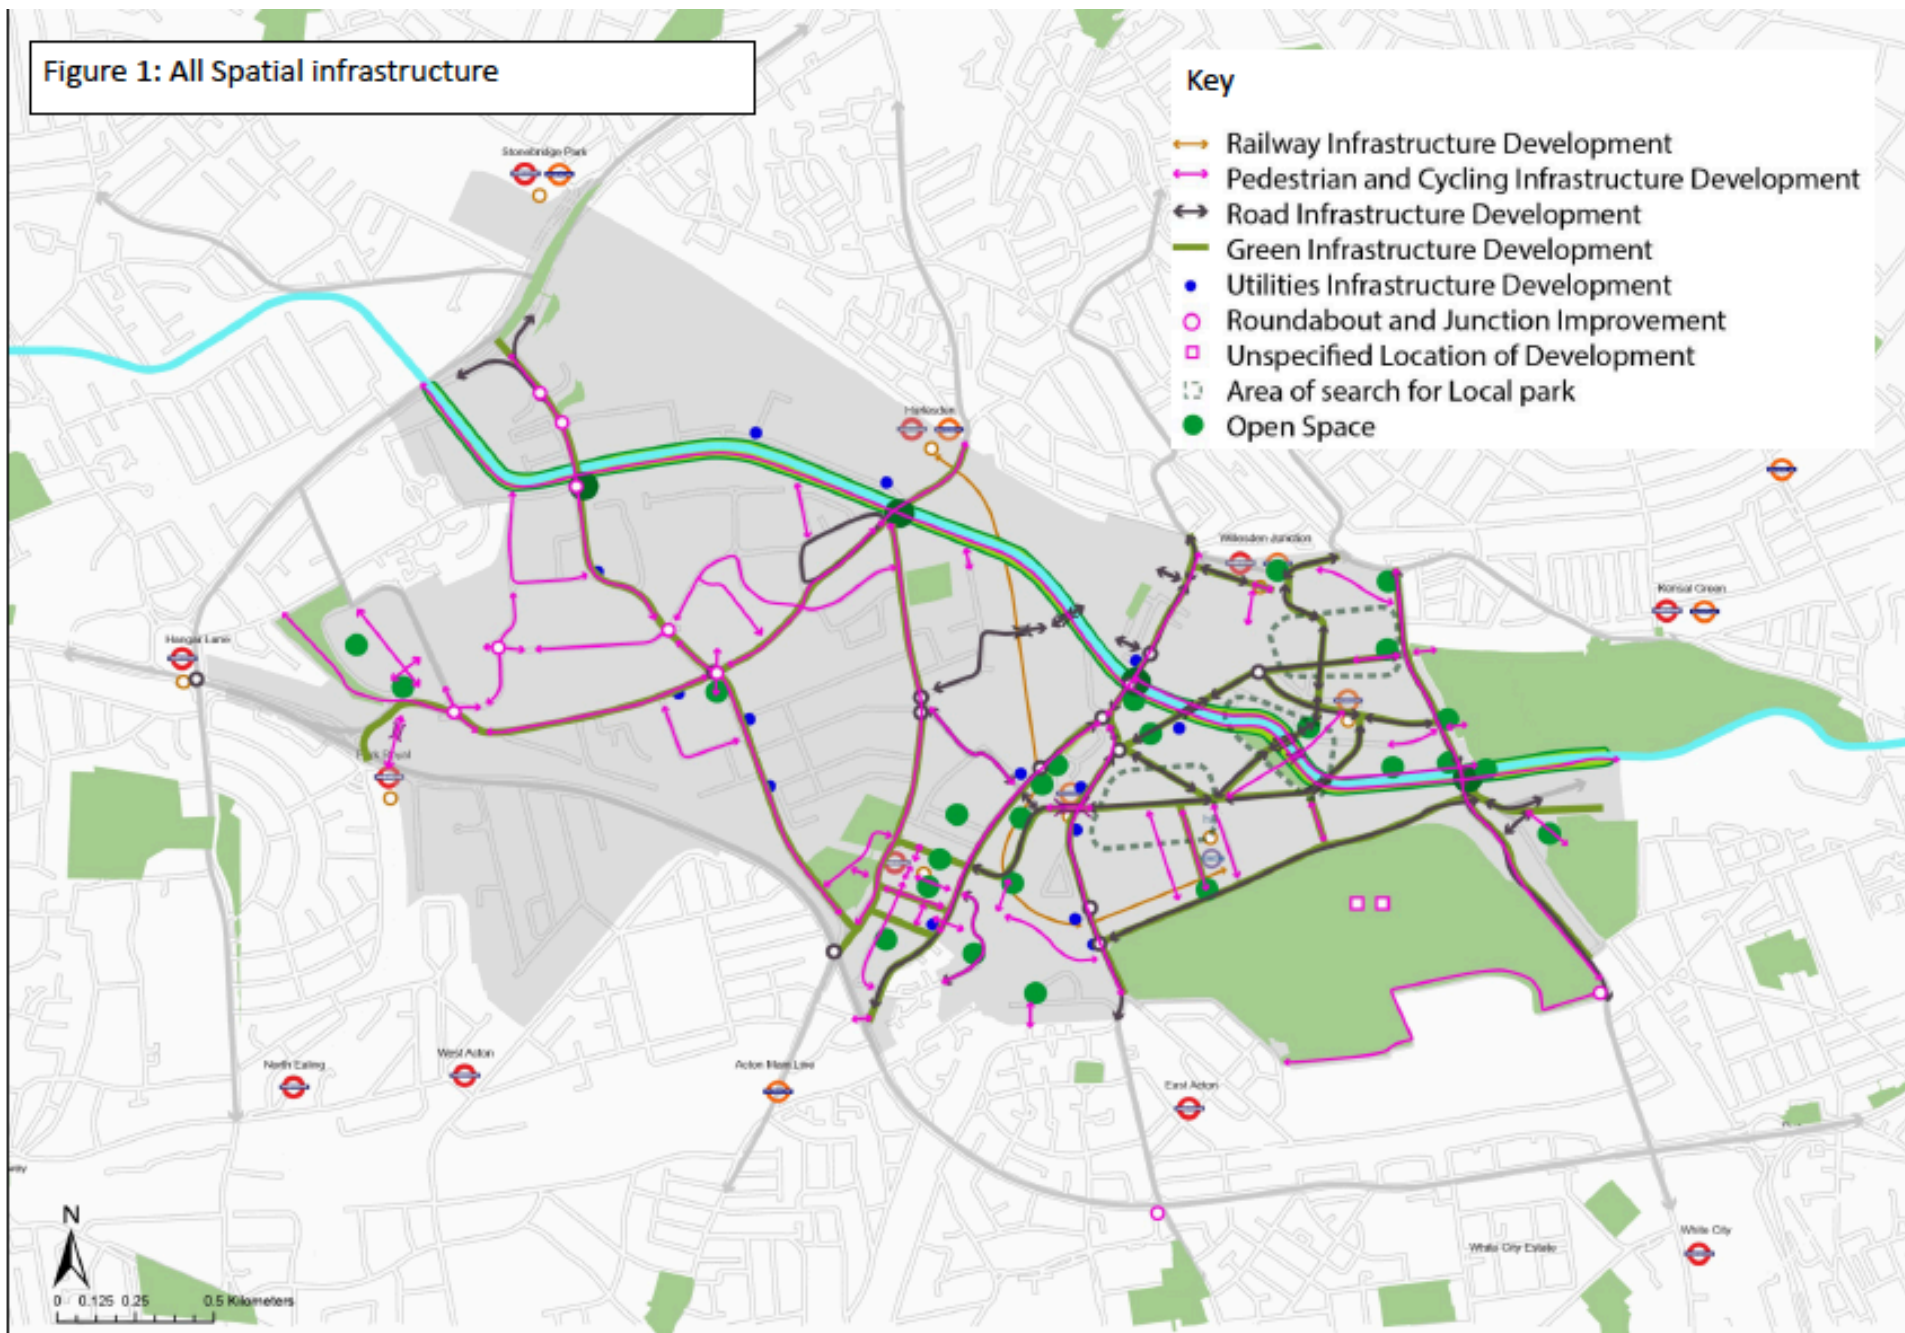 Figure 1: All Spatial infrastructure
Key
Railway Infrastructure Development
Pedestrian and Cycling Infrastructure Development
Road Infrastructure Development
Green Infrastructure Development
Utilities Infrastructure Development
Roundabout and Junction Improvement
Unspecified Location of Development
Area of search for Local park
Open Space
Stonebridge Park
Harlesden
Willesden Junction
Kensal Green
Hanger Lane
Park Royal
North Ealing
West Acton
Acton Main Line
East Acton
White City
White City Estate
N
0 0.125 0.25 0.5 Kilometers